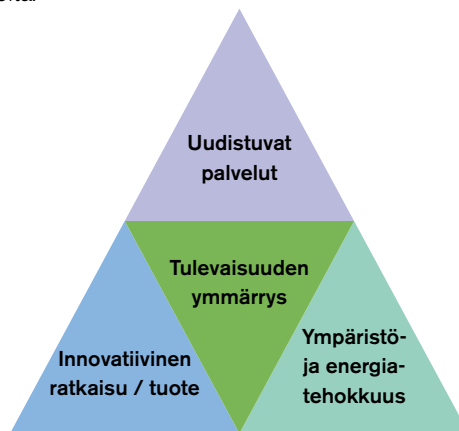 Uudistuvat
palvelut
Tulevaisuuden
ymmärrys
Innovatiivinen
ratkaisu / tuote
Ympäristö-
ja energia-
tehokkuus